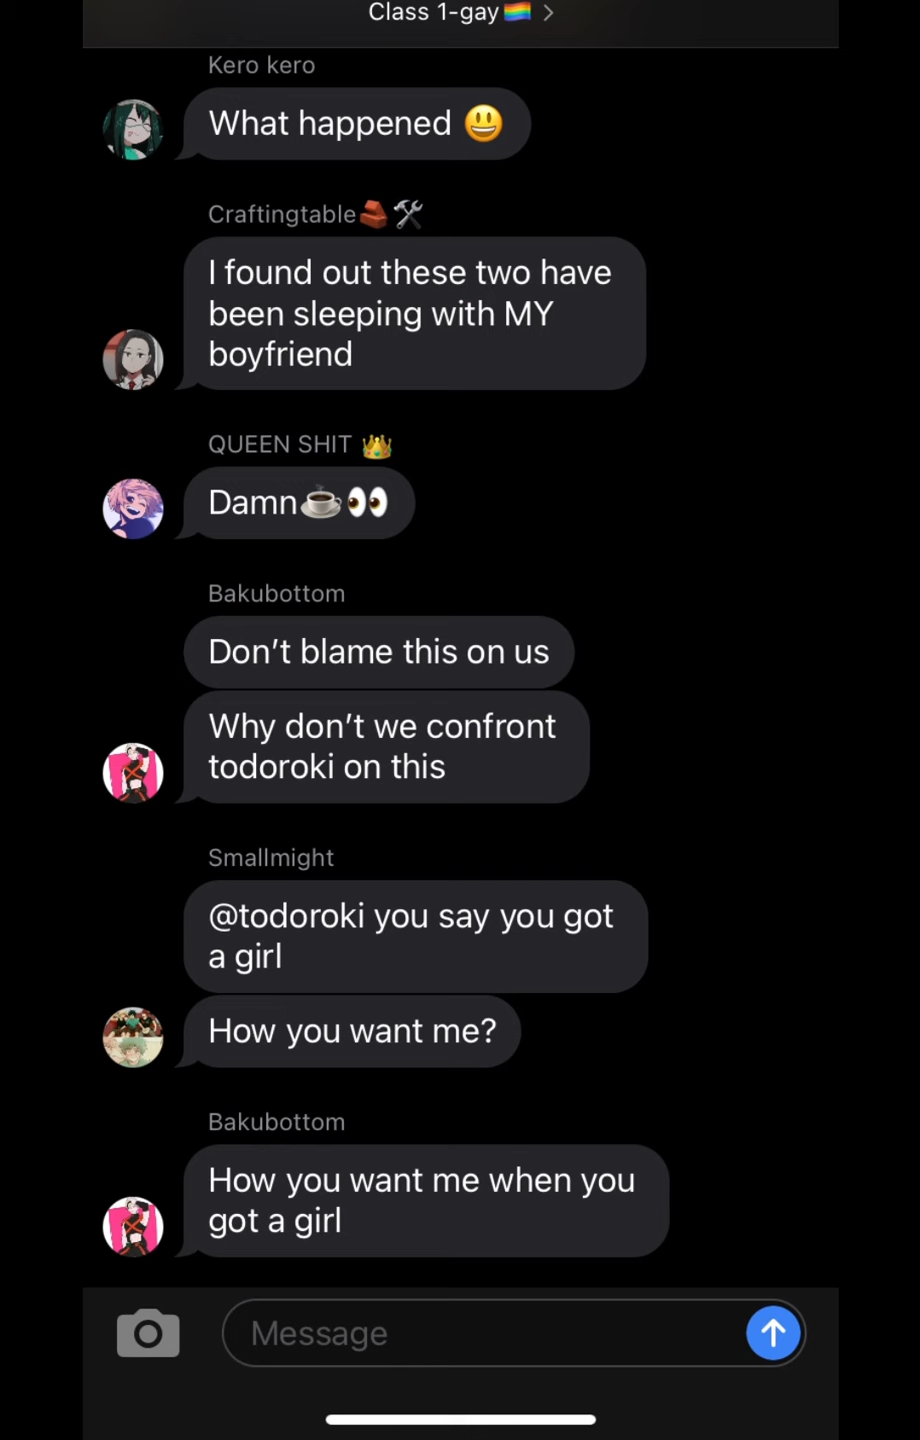 Class 1-gay🏳️‍🌈 >
Kero kero
What happened 😃
Craftingtable🧱🛠
I found out these two have
been sleeping with MY
boyfriend
QUEEN SHIT 👑
Damn☕👀
Bakubottom
Don’t blame this on us
Why don’t we confront
todoroki on this
Smallmight
@todoroki you say you got
a girl
How you want me?
Bakubottom
How you want me when you
got a girl
Message